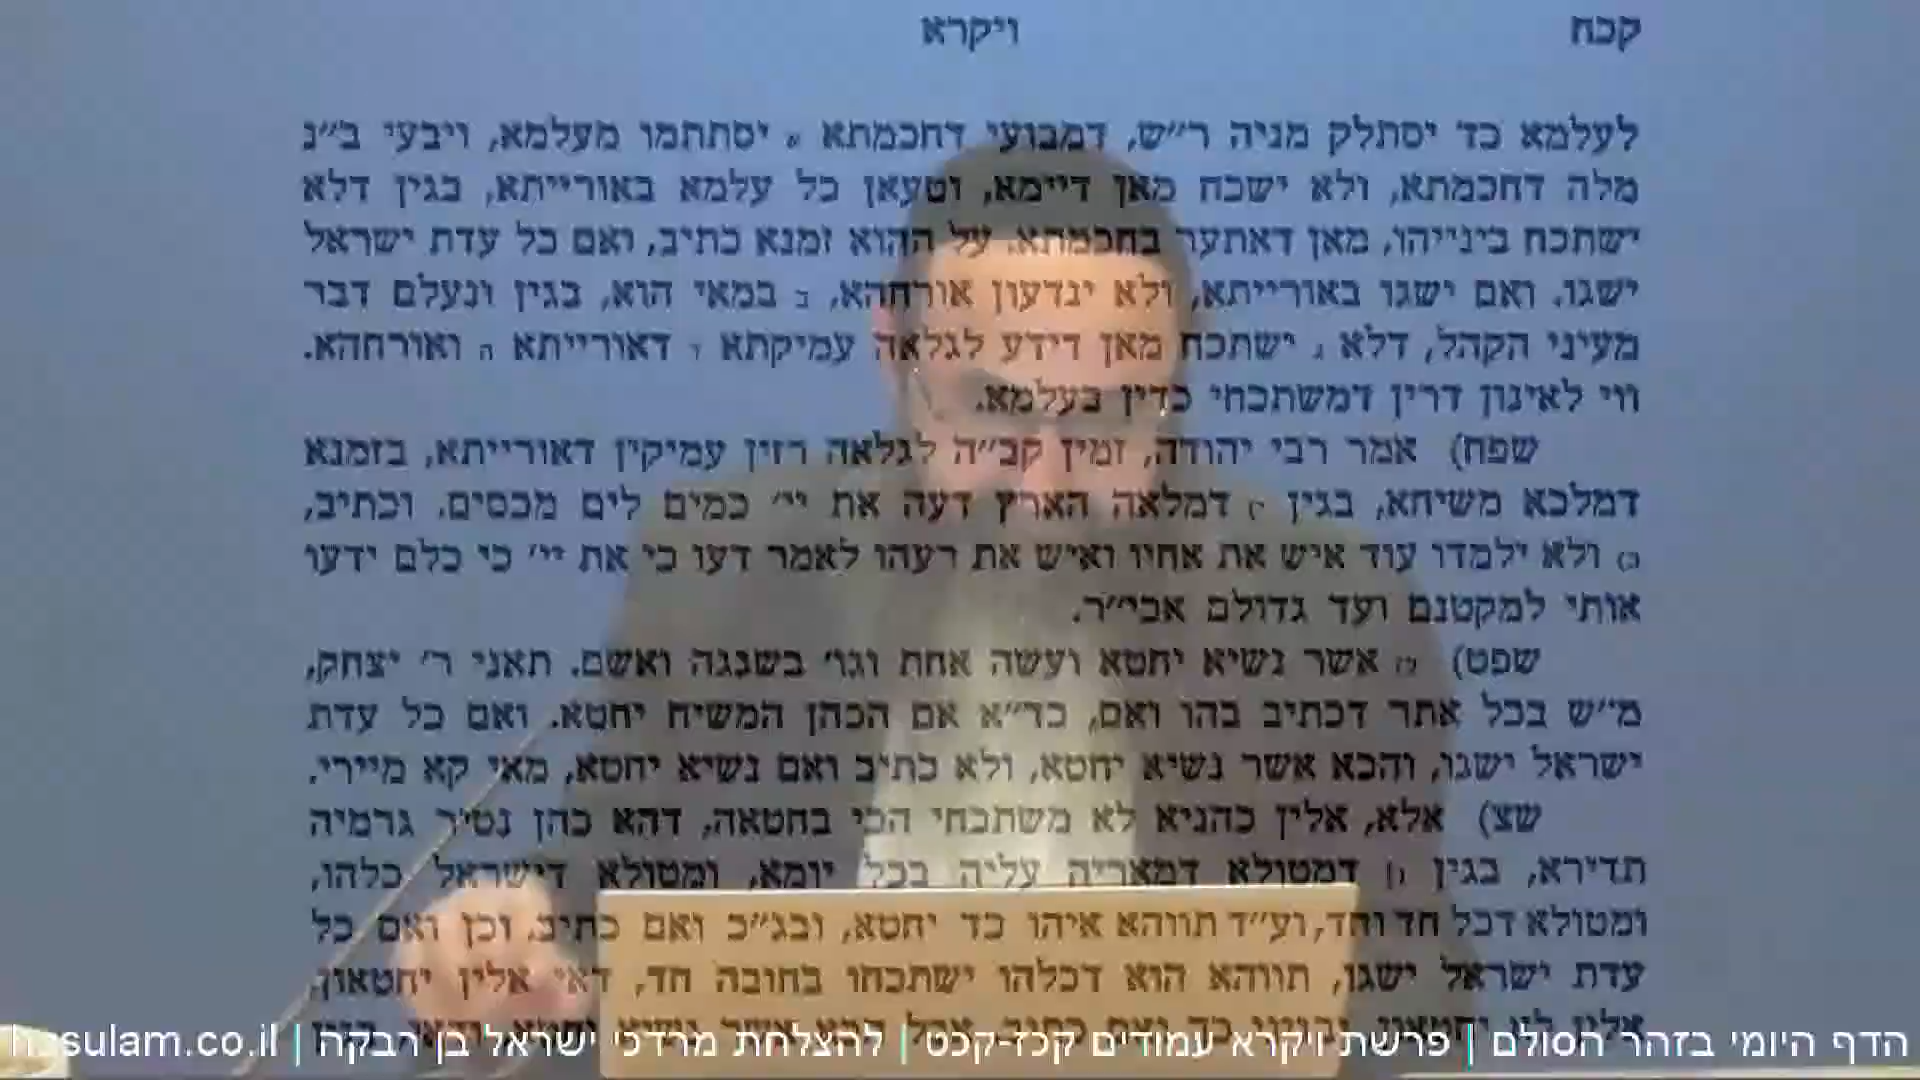 קכח
ויקרא
לעלמא כד יסתלק מניה ר״ש, דמבועי דחכמתא א יסתתמו מעלמא, ויבעי ב״נ
מלה דחכמתא, ולא ישכח מאן דיימא, וטעאן כל עלמא באורייתא, בגין דלא
ישתכח בינייהו, מאן דאתער בחכמתא. על ההוא זמנא כתיב, ואם כל עדת ישראל
ישגו. ואם ישגו באורייתא, ולא ינדעון אורחהא, ב במאי הוא, בגין ונעלם דבר
מעיני הקהל, דלא ג ישתכח מאן דידע לגלאה עמיקתא ד דאורייתא ה ואורחהא.
ווי לאינון דרין דמשתכחי כדין בעלמא.
שפח) אמר רבי יהודה, זמין קב״ה לגלאה רזין עמיקין דאורייתא, בזמנא
דמלכא משיחא, בגין י) דמלאה הארץ דעה את יי׳ כמים לים מכסים. וכתיב,
כ) ולא ילמדו עוד איש את אחיו ואיש את רעהו לאמר דעו כי את יי׳ כי כלם ידעו
אותי למקטנם ועד גדולם אבי״ר.
שפט) אשר נשיא יחטא ועשה אחת וגו׳ בשגגה ואשם. תאני ר׳ יצחק,
מ״ש בכל אתר דכתיב בהו ואם, כד״א אם הכהן המשיח יחטא. ואם כל עדת
ישראל ישגו, והכא אשר נשיא יחטא, ולא כתיב ואם נשיא יחטא, מאי קא מיירי.
שצ) אלא, אלין כהניא לא משתכחי הכי בחטאה, דהא כהן נטיר גרמיה
תדירא, בגין ו) דמטולא דמאריה עליה בכל יומא, ומטולא דישראל כלהו,
ומטולא דכל חד וחד, ועי״ד תווהא איהו כד יחטא, ובג״כ ואם כתיב. וכן ואם כל
עדת ישראל ישגו, תווהא הוא דכלהו ישתכחו בחובה חד, דאי אלין יחטאון,
אלין לא יחטאון
הדף היומי בזהר הסולם | פרשת ויקרא עמודים קכז-קכט | להצלחת מרדכי ישראל בן רבקה | hasulam.co.il